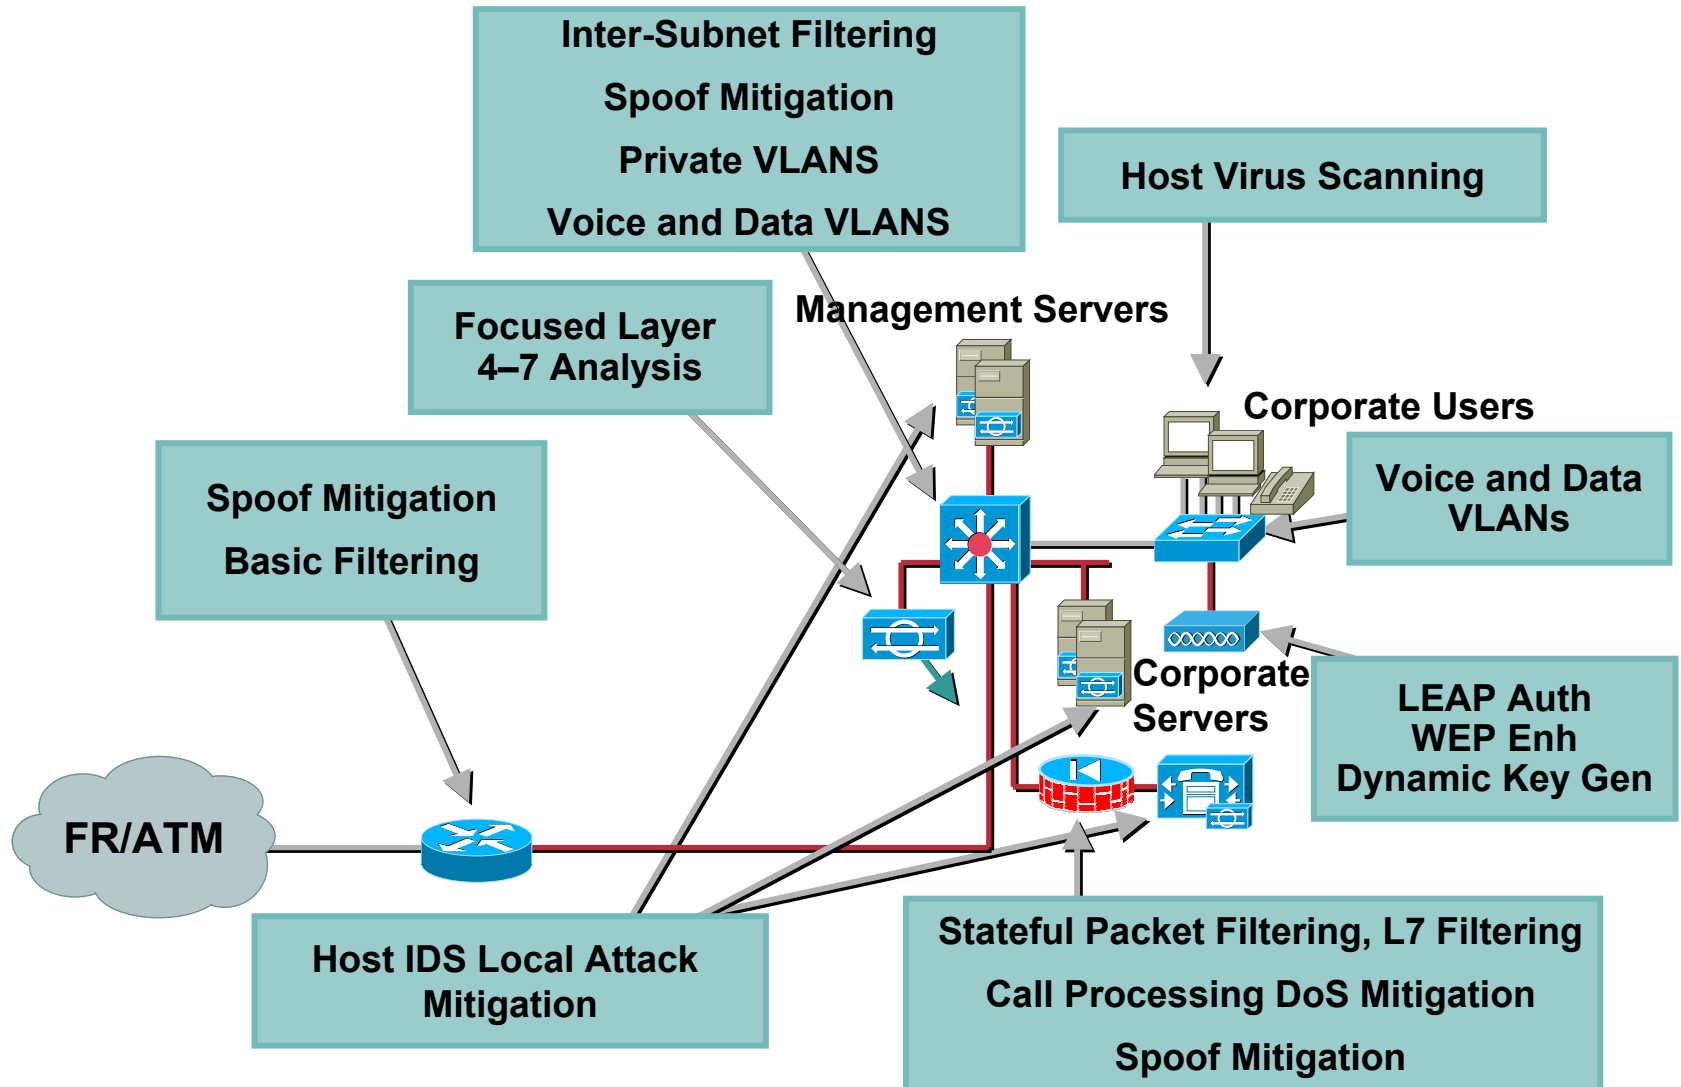 Inter-Subnet Filtering
Spoof Mitigation
Private VLANS
Voice and Data VLANS
Host Virus Scanning
Management Servers
Focused Layer
4–7 Analysis
Corporate Users
Voice and Data
VLANs
Spoof Mitigation
Basic Filtering
Corporate
Servers
LEAP Auth
WEP Enh
Dynamic Key Gen
FR/ATM
Host IDS Local Attack
Mitigation
Stateful Packet Filtering, L7 Filtering
Call Processing DoS Mitigation
Spoof Mitigation